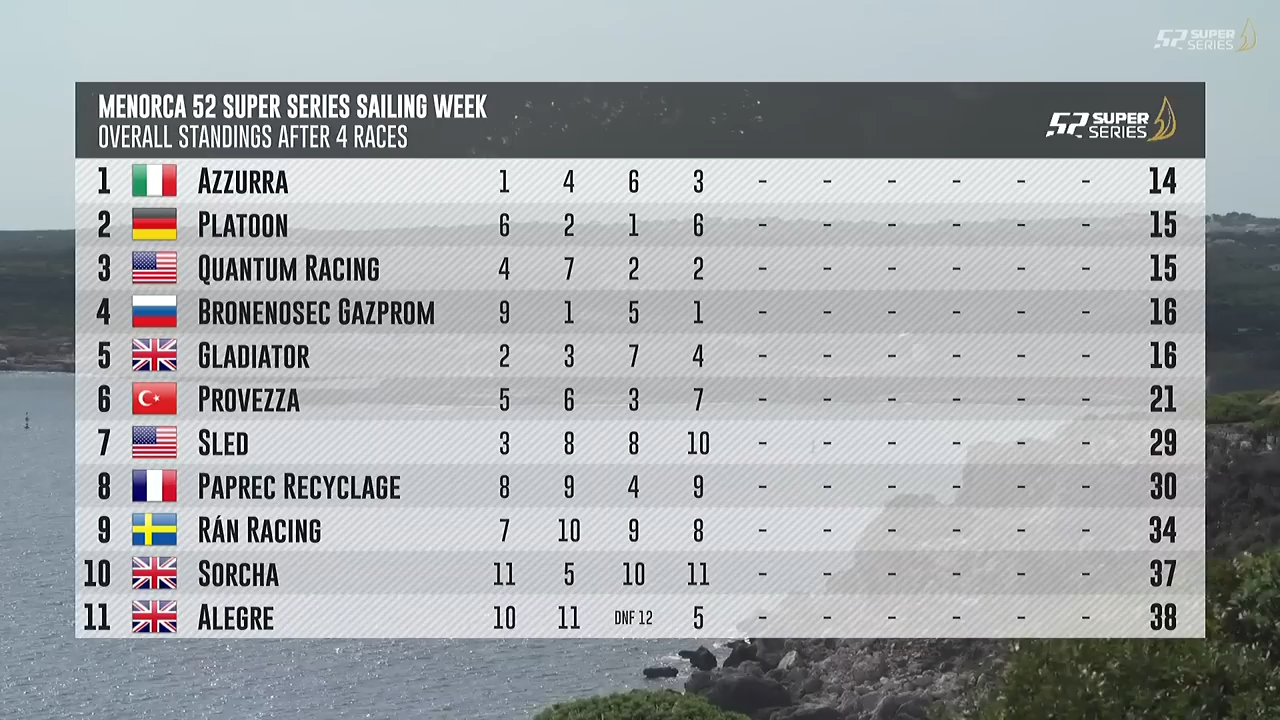 52 SUPER SERIES
MENORCA 52 SUPER SERIES SAILING WEEK
OVERALL STANDINGS AFTER 4 RACES
52 SUPER SERIES
1 AZZURRA 1 4 6 3 - - - - - - 14
2 PLATOON 6 2 1 6 - - - - - - 15
3 QUANTUM RACING 4 7 2 2 - - - - - - 15
4 BRONENOSEC GAZPROM 9 1 5 1 - - - - - - 16
5 GLADIATOR 2 3 7 4 - - - - - - 16
6 PROVEZZA 5 6 3 7 - - - - - - 21
7 SLED 3 8 8 10 - - - - - - 29
8 PAPREC RECYCLAGE 8 9 4 9 - - - - - - 30
9 RÁN RACING 7 10 9 8 - - - - - - 34
10 SORCHA 11 5 10 11 - - - - - - 37
11 ALEGRE 10 11 DNF 12 5 - - - - - - 38